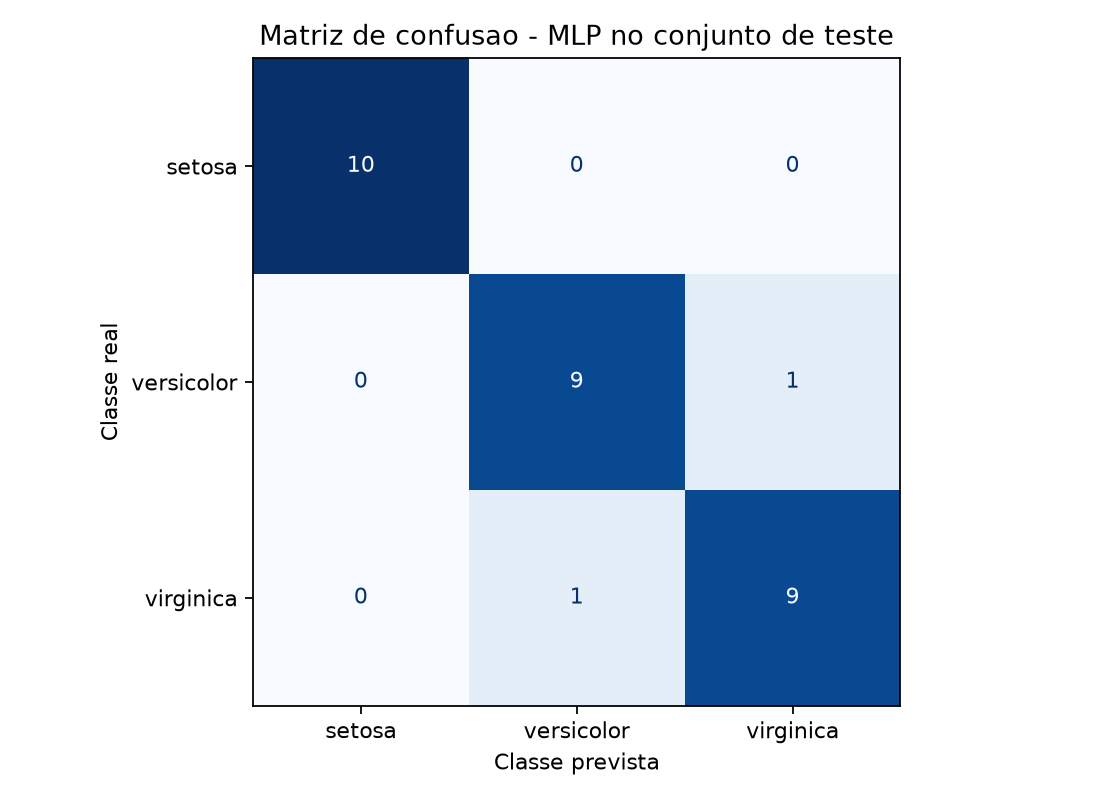 Matriz de confusao - MLP no conjunto de teste
setosa
10
0
0
versicolor
0
9
1
virginica
0
1
9
Classe real
setosa
versicolor
virginica
Classe prevista